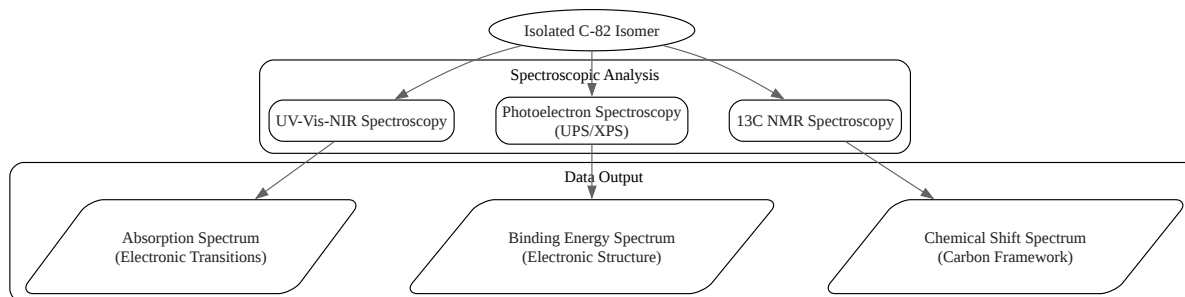 Isolated C-82 Isomer
Spectroscopic Analysis
UV-Vis-NIR Spectroscopy
Photoelectron Spectroscopy
(UPS/XPS)
13C NMR Spectroscopy
Data Output
Absorption Spectrum
(Electronic Transitions)
Binding Energy Spectrum
(Electronic Structure)
Chemical Shift Spectrum
(Carbon Framework)